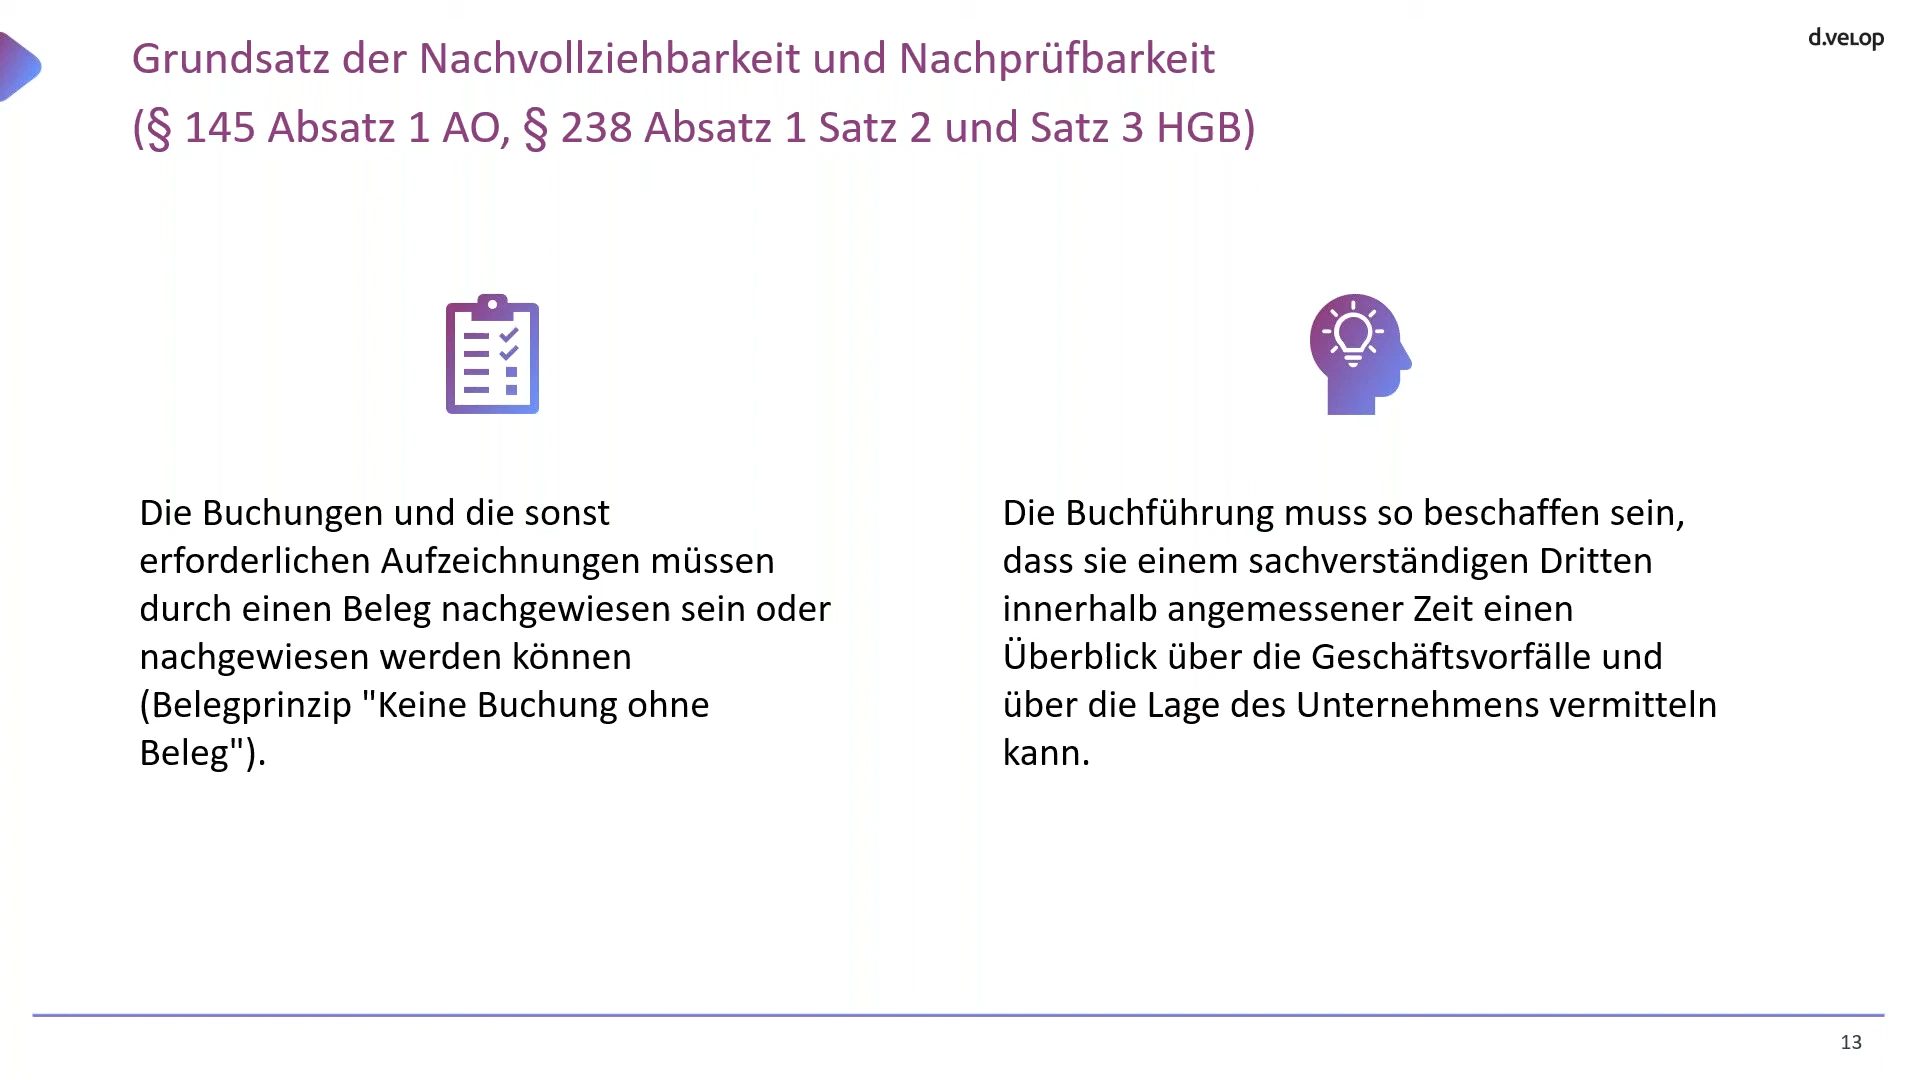 Grundsatz der Nachvollziehbarkeit und Nachprüfbarkeit
(§ 145 Absatz 1 AO, § 238 Absatz 1 Satz 2 und Satz 3 HGB)
d.velop
Die Buchungen und die sonst
erforderlichen Aufzeichnungen müssen
durch einen Beleg nachgewiesen sein oder
nachgewiesen werden können
(Belegprinzip "Keine Buchung ohne
Beleg").
Die Buchführung muss so beschaffen sein,
dass sie einem sachverständigen Dritten
innerhalb angemessener Zeit einen
Überblick über die Geschäftsvorfälle und
über die Lage des Unternehmens vermitteln
kann.
13